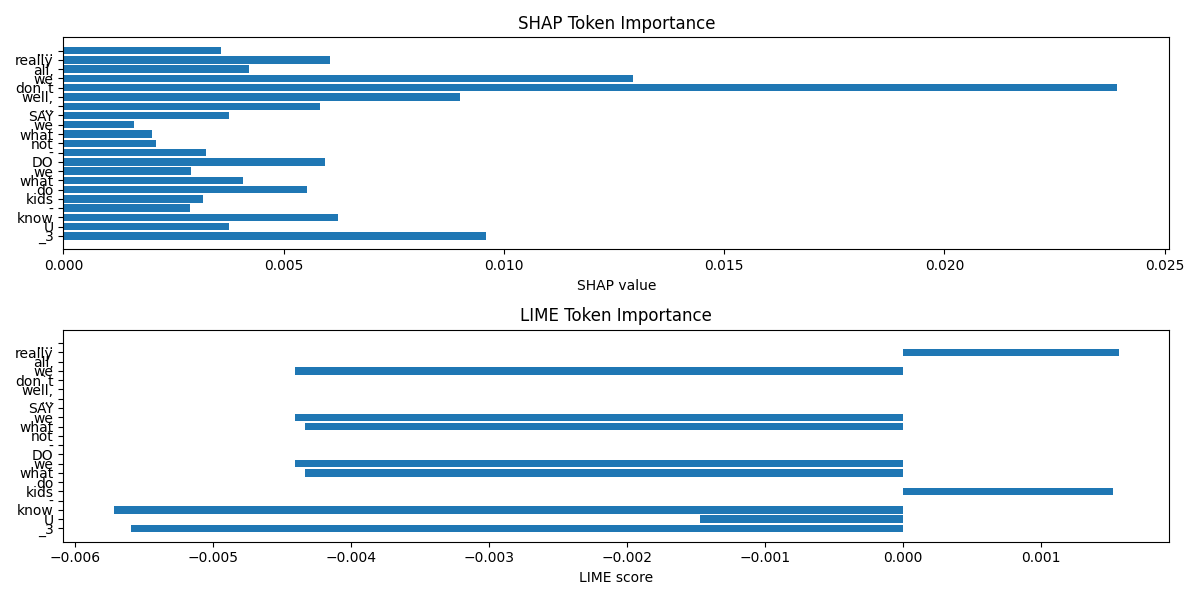 SHAP Token Importance
really
all,
we
don't
well,
SAY
we
what
not
-
DO
we
what
do
kids
-
know
U
_3
0.000 0.005 0.010 0.015 0.020 0.025
SHAP value
LIME Token Importance
really
all,
we
don't
well,
SAY
we
what
not
-
DO
we
what
do
kids
-
know
U
_3
−0.006 −0.005 −0.004 −0.003 −0.002 −0.001 0.000 0.001
LIME score